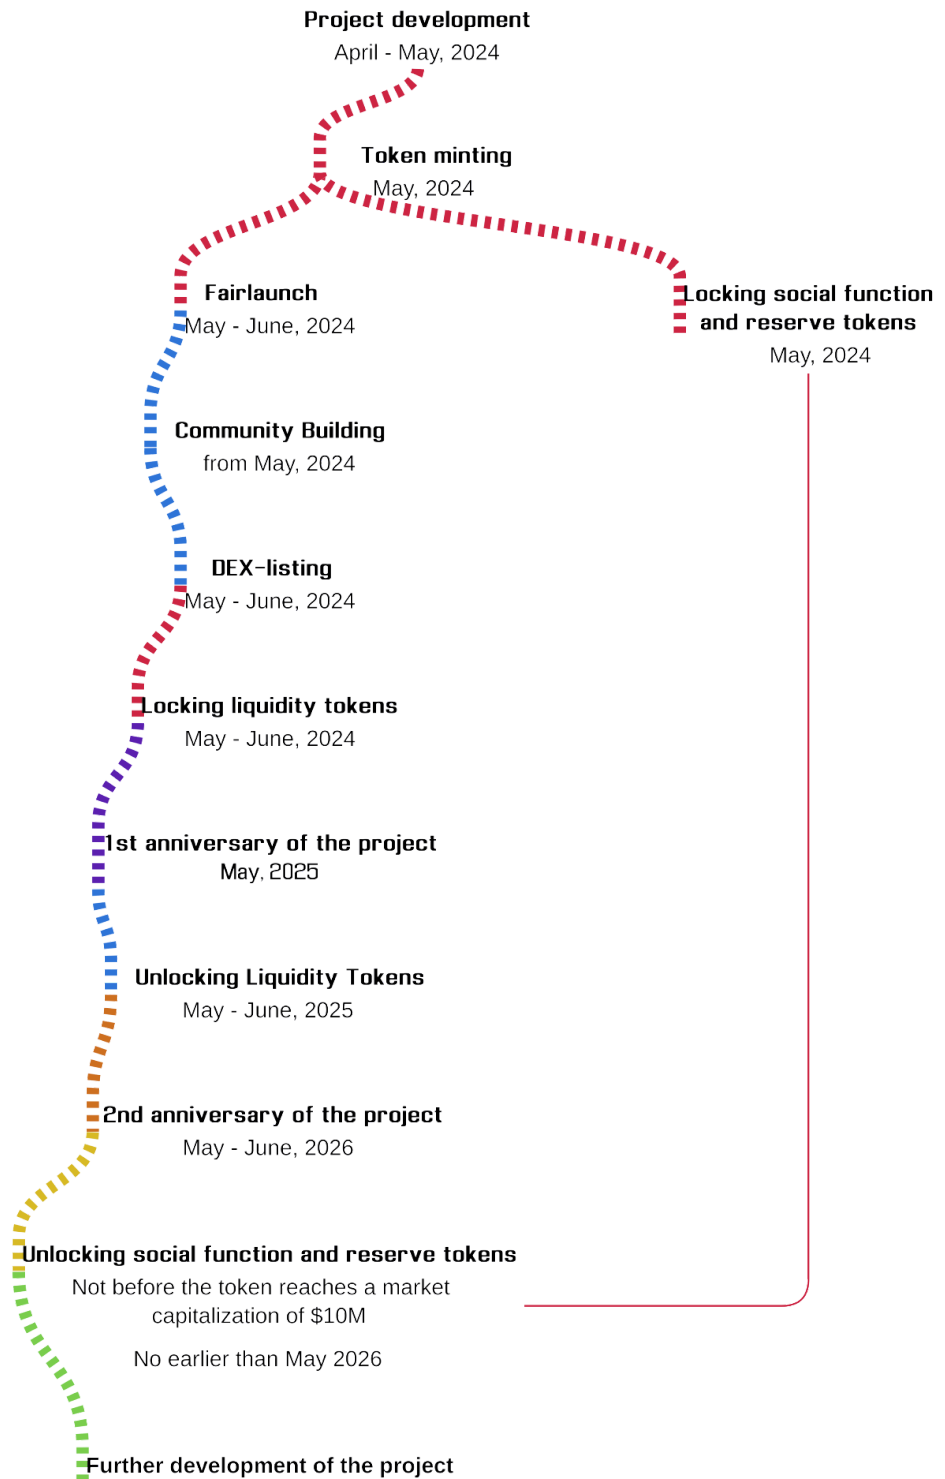 Project development
April - May, 2024
Token minting
May, 2024
Fairlaunch
May - June, 2024
Locking social function
and reserve tokens
May, 2024
Community Building
from May, 2024
DEX-listing
May - June, 2024
Locking liquidity tokens
May - June, 2024
1st anniversary of the project
May, 2025
Unlocking Liquidity Tokens
May - June, 2025
2nd anniversary of the project
May - June, 2026
Unlocking social function and reserve tokens
Not before the token reaches a market
capitalization of $10M
No earlier than May 2026
Further development of the project